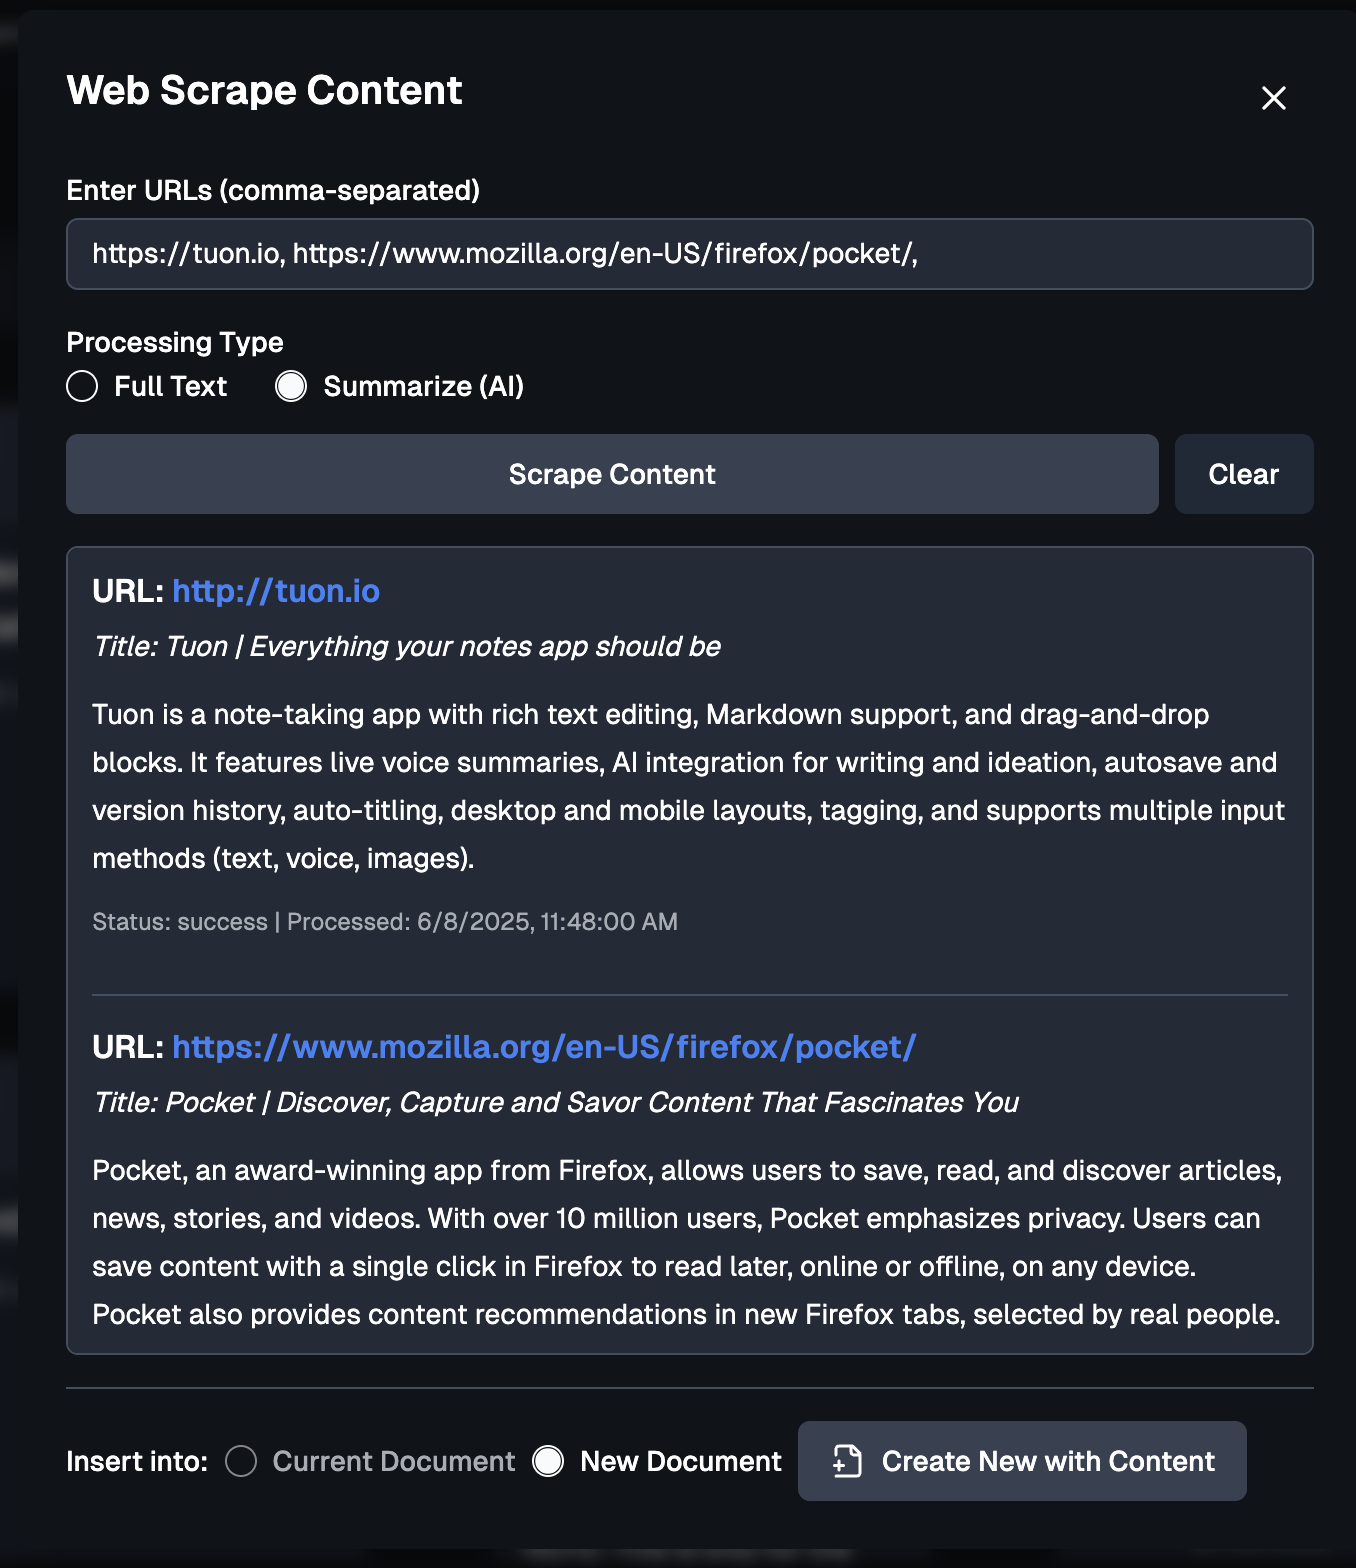 Web Scrape Content
Enter URLs (comma-separated)
https://tuon.io, https://www.mozilla.org/en-US/firefox/pocket/,
Processing Type
Full Text Summarize (AI)
Scrape Content Clear
URL: http://tuon.io
Title: Tuon | Everything your notes app should be
Tuon is a note-taking app with rich text editing, Markdown support, and drag-and-drop
blocks. It features live voice summaries, AI integration for writing and ideation, autosave and
version history, auto-titling, desktop and mobile layouts, tagging, and supports multiple input
methods (text, voice, images).
Status: success | Processed: 6/8/2025, 11:48:00 AM
URL: https://www.mozilla.org/en-US/firefox/pocket/
Title: Pocket | Discover, Capture and Savor Content That Fascinates You
Pocket, an award-winning app from Firefox, allows users to save, read, and discover articles,
news, stories, and videos. With over 10 million users, Pocket emphasizes privacy. Users can
save content with a single click in Firefox to read later, online or offline, on any device.
Pocket also provides content recommendations in new Firefox tabs, selected by real people.
Insert into: Current Document New Document Create New with Content